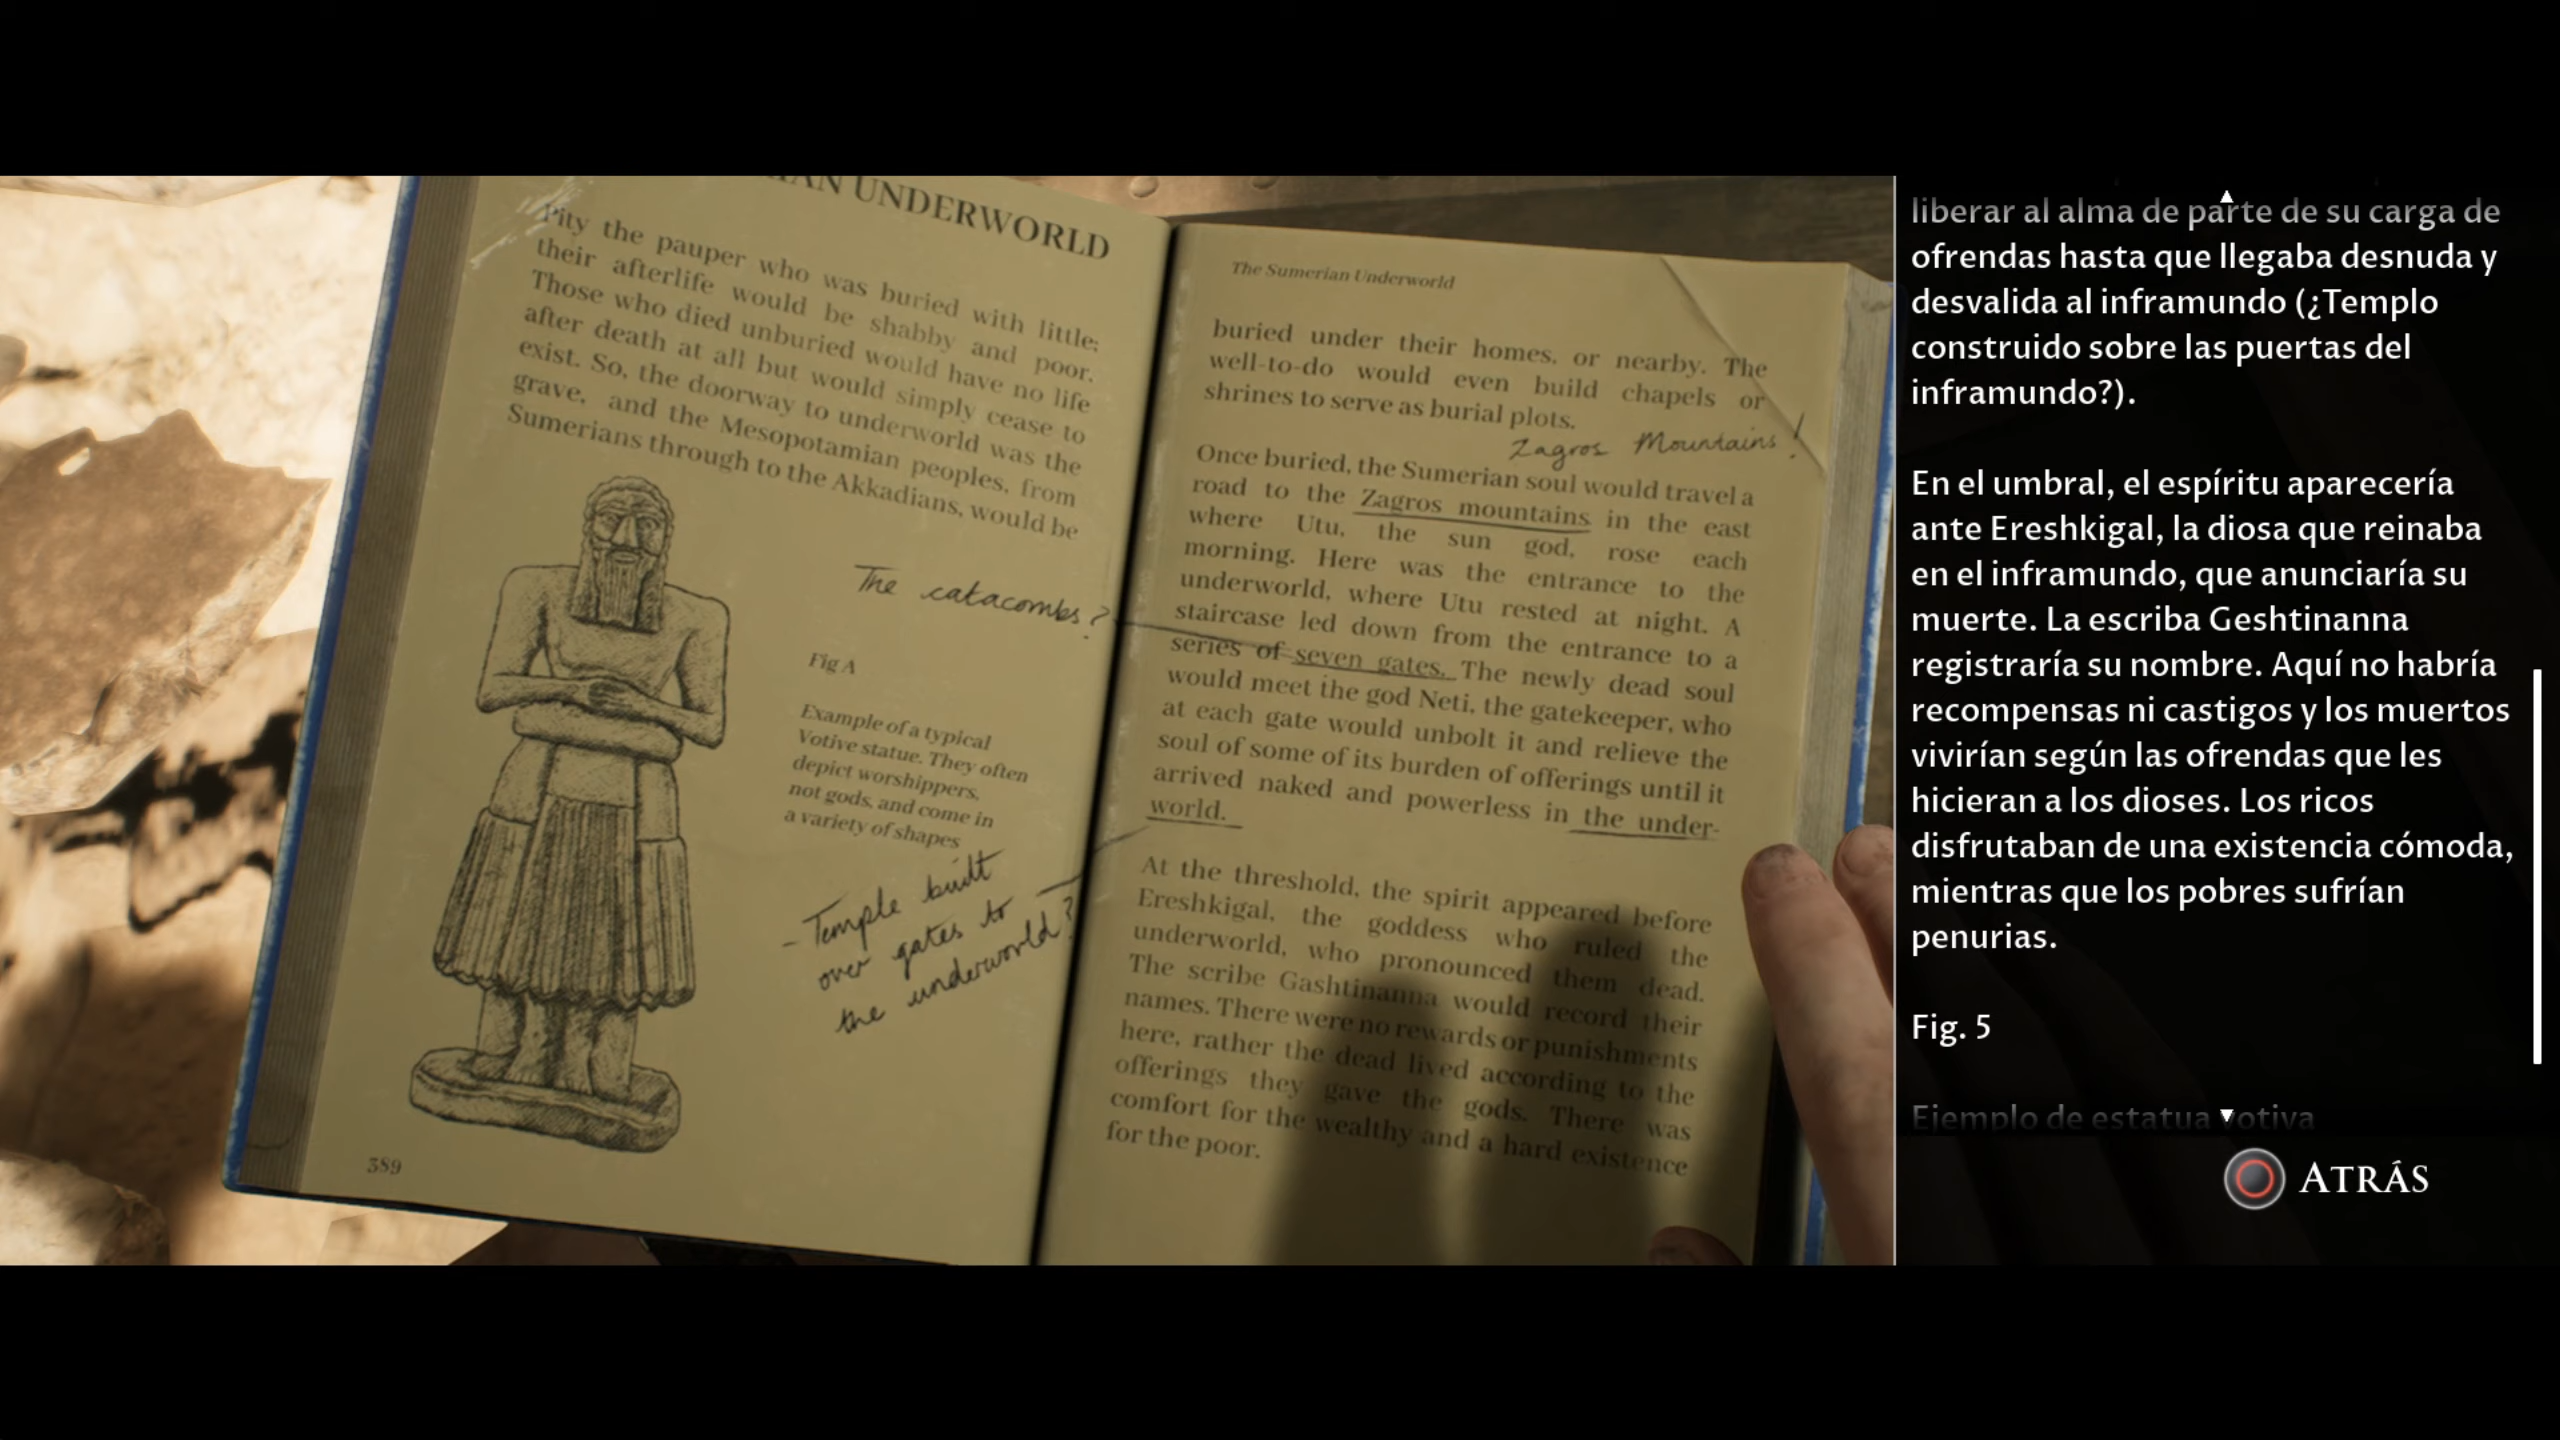 IAN UNDERWORLD
Pity the pauper who was buried with little;
their afterlife would be shabby and poor.
Those who died unburied would have no life
after death at all but would simply cease to
exist. So, the doorway to underworld was the
grave, and the Mesopotamian peoples, from
Sumerians through to the Akkadians, would be
The catacombs?
Fig A
Example of a typical
Votive statue. They often
depict worshippers,
not gods, and come in
a variety of shapes
- Temple built
over gates to
the underworld?
389
The Sumerian Underworld
buried under their homes, or nearby. The
well-to-do would even build chapels or
shrines to serve as burial plots.
Zagros Mountains!
Once buried, the Sumerian soul would travel a
road to the Zagros mountains in the east
where Utu, the sun god, rose each
morning. Here was the entrance to the
underworld, where Utu rested at night. A
staircase led down from the entrance to a
series of seven gates. The newly dead soul
would meet the god Neti, the gatekeeper, who
at each gate would unbolt it and relieve the
soul of some of its burden of offerings until it
arrived naked and powerless in the under-
world.
At the threshold, the spirit appeared before
Ereshkigal, the goddess who ruled the
underworld, who pronounced them dead.
The scribe Gashtinanna would record their
names. There were no rewards or punishments
here, rather the dead lived according to the
offerings they gave the gods. There was
comfort for the wealthy and a hard existence
for the poor.
liberar al alma de parte de su carga de
ofrendas hasta que llegaba desnuda y
desvalida al inframundo (¿Templo
construido sobre las puertas del
inframundo?).
En el umbral, el espíritu aparecería
ante Ereshkigal, la diosa que reinaba
en el inframundo, que anunciaría su
muerte. La escriba Geshtinanna
registraría su nombre. Aquí no habría
recompensas ni castigos y los muertos
vivirían según las ofrendas que les
hicieran a los dioses. Los ricos
disfrutaban de una existencia cómoda,
mientras que los pobres sufrían
penurias.
Fig. 5
Ejemplo de estatua votiva
ATRÁS